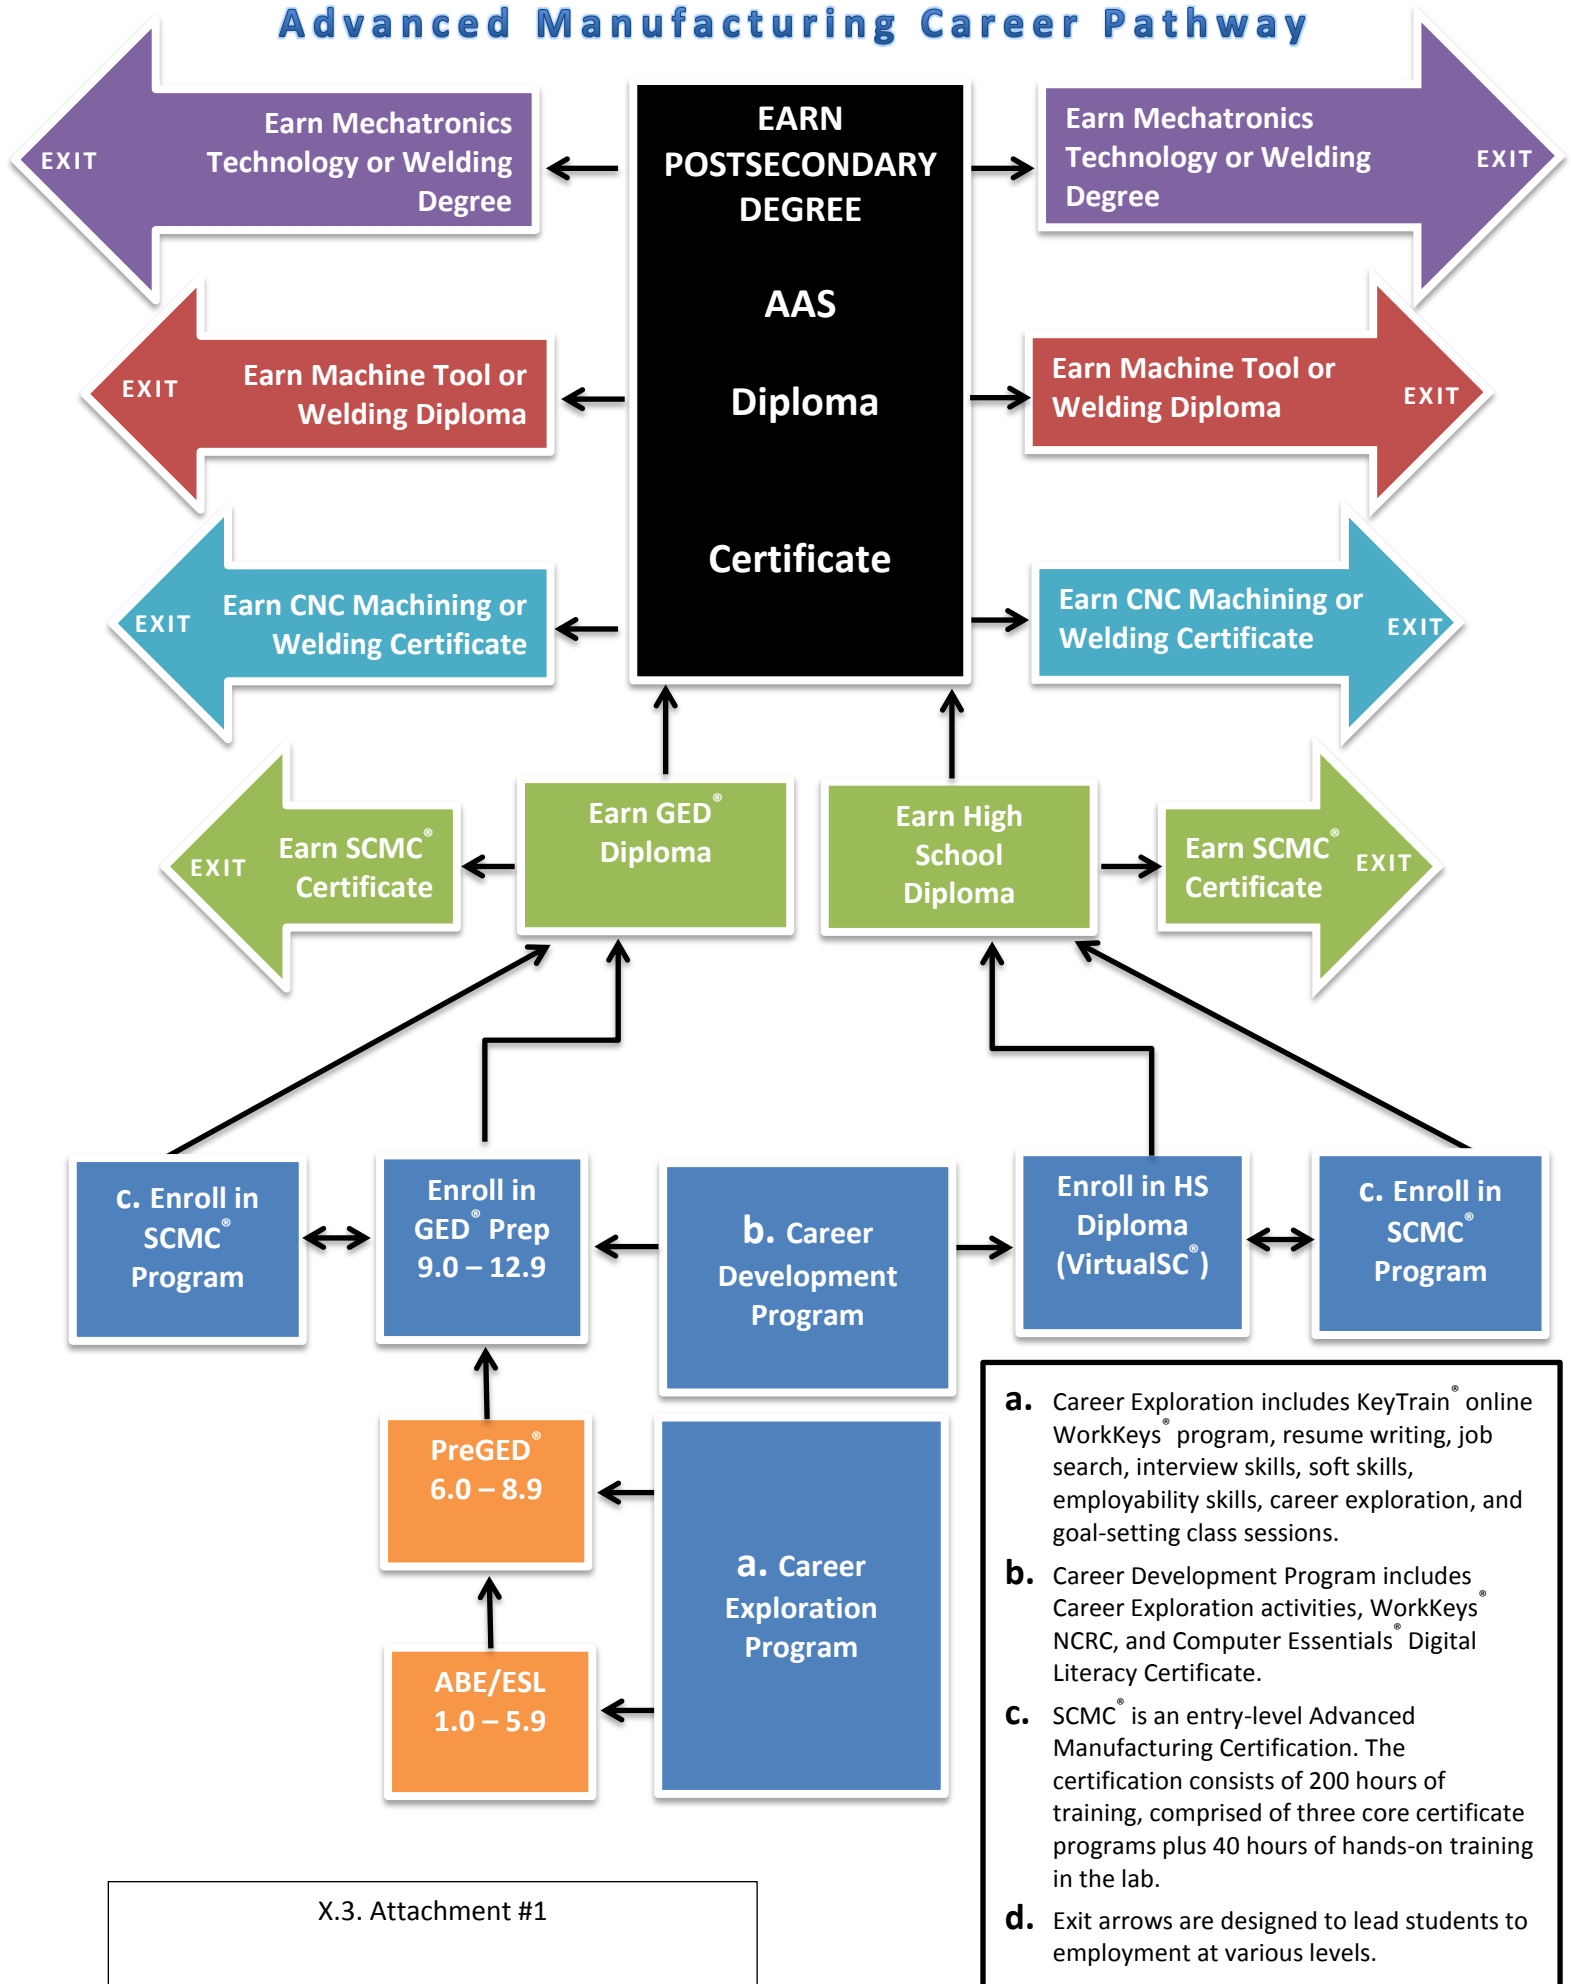 Advanced Manufacturing Career Pathway
EXIT
Earn Mechatronics
Technology or Welding
Degree
EARN
POSTSECONDARY
DEGREE
AAS
Diploma
Certificate
Earn Mechatronics
Technology or Welding
Degree
EXIT
EXIT
Earn Machine Tool or
Welding Diploma
Earn Machine Tool or
Welding Diploma
EXIT
EXIT
Earn CNC Machining or
Welding Certificate
Earn CNC Machining or
Welding Certificate
EXIT
EXIT
Earn SCMC®
Certificate
Earn GED®
Diploma
Earn High
School
Diploma
Earn SCMC®
Certificate
EXIT
c. Enroll in
SCMC®
Program
Enroll in
GED® Prep
9.0 – 12.9
b. Career
Development
Program
Enroll in HS
Diploma
(VirtualSC®)
c. Enroll in
SCMC®
Program
PreGED®
6.0 – 8.9
ABE/ESL
1.0 – 5.9
a. Career
Exploration
Program
a. Career Exploration includes KeyTrain® online
WorkKeys® program, resume writing, job
search, interview skills, soft skills,
employability skills, career exploration, and
goal-setting class sessions.
b. Career Development Program includes
Career Exploration activities, WorkKeys®
NCRC, and Computer Essentials® Digital
Literacy Certificate.
c. SCMC® is an entry-level Advanced
Manufacturing Certification. The
certification consists of 200 hours of
training, comprised of three core certificate
programs plus 40 hours of hands-on training
in the lab.
d. Exit arrows are designed to lead students to
employment at various levels.
X.3. Attachment #1